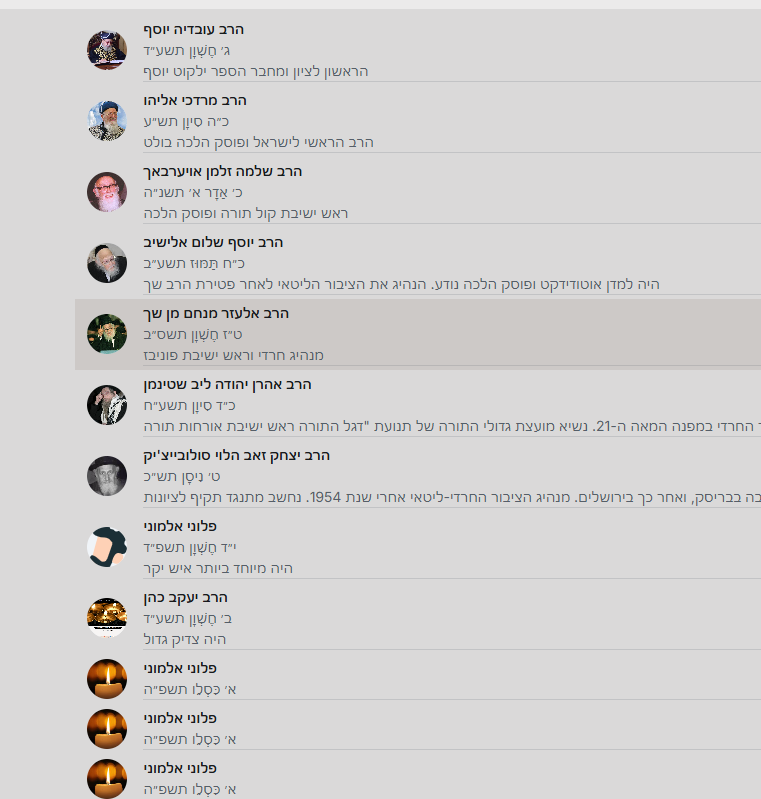 הרב עובדיה יוסף
ג׳ חֶשְׁוָן תשע״ד
הראשון לציון ומחבר הספר ילקוט יוסף
הרב מרדכי אליהו
כ״ה סִיוָן תש״ע
הרב הראשי לישראל ופוסק הלכה בולט
הרב שלמה זלמן אויערבאך
כ׳ אַדָר א׳ תשנ״ה
ראש ישיבת קול תורה ופוסק הלכה
הרב יוסף שלום אלישיב
כ״ח תַּמּוּז תשע״ב
היה למדן אוטודידקט ופוסק הלכה נודע. הנהיג את הציבור הליטאי לאחר פטירת הרב שך
הרב אלעזר מנחם מן שך
ט״ז חֶשְׁוָן תשס״ב
מנהיג חרדי וראש ישיבת פוניבז
הרב אהרן יהודה ליב שטינמן
כ״ד סִיוָן תשע״ח
החרדי במפנה המאה ה-21. נשיא מועצת גדולי התורה של תנועת "דגל התורה ראש ישיבת אורחות תורה
הרב יצחק זאב הלוי סולובייצ'יק
ט׳ נִיסָן תש״כ
בה בבריסק, ואחר כך בירושלים. מנהיג הציבור החרדי-ליטאי אחרי שנת 1954. נחשב מתנגד תקיף לציונות
פלוני אלמוני
י״ד חֶשְׁוָן תשפ״ד
היה מיוחד ביותר איש יקר
הרב יעקב כהן
ב׳ חֶשְׁוָן תשע״ד
היה צדיק גדול
פלוני אלמוני
א׳ כִּסְלֵו תשפ״ה
פלוני אלמוני
א׳ כִּסְלֵו תשפ״ה
פלוני אלמוני
א׳ כִּסְלֵו תשפ״ה